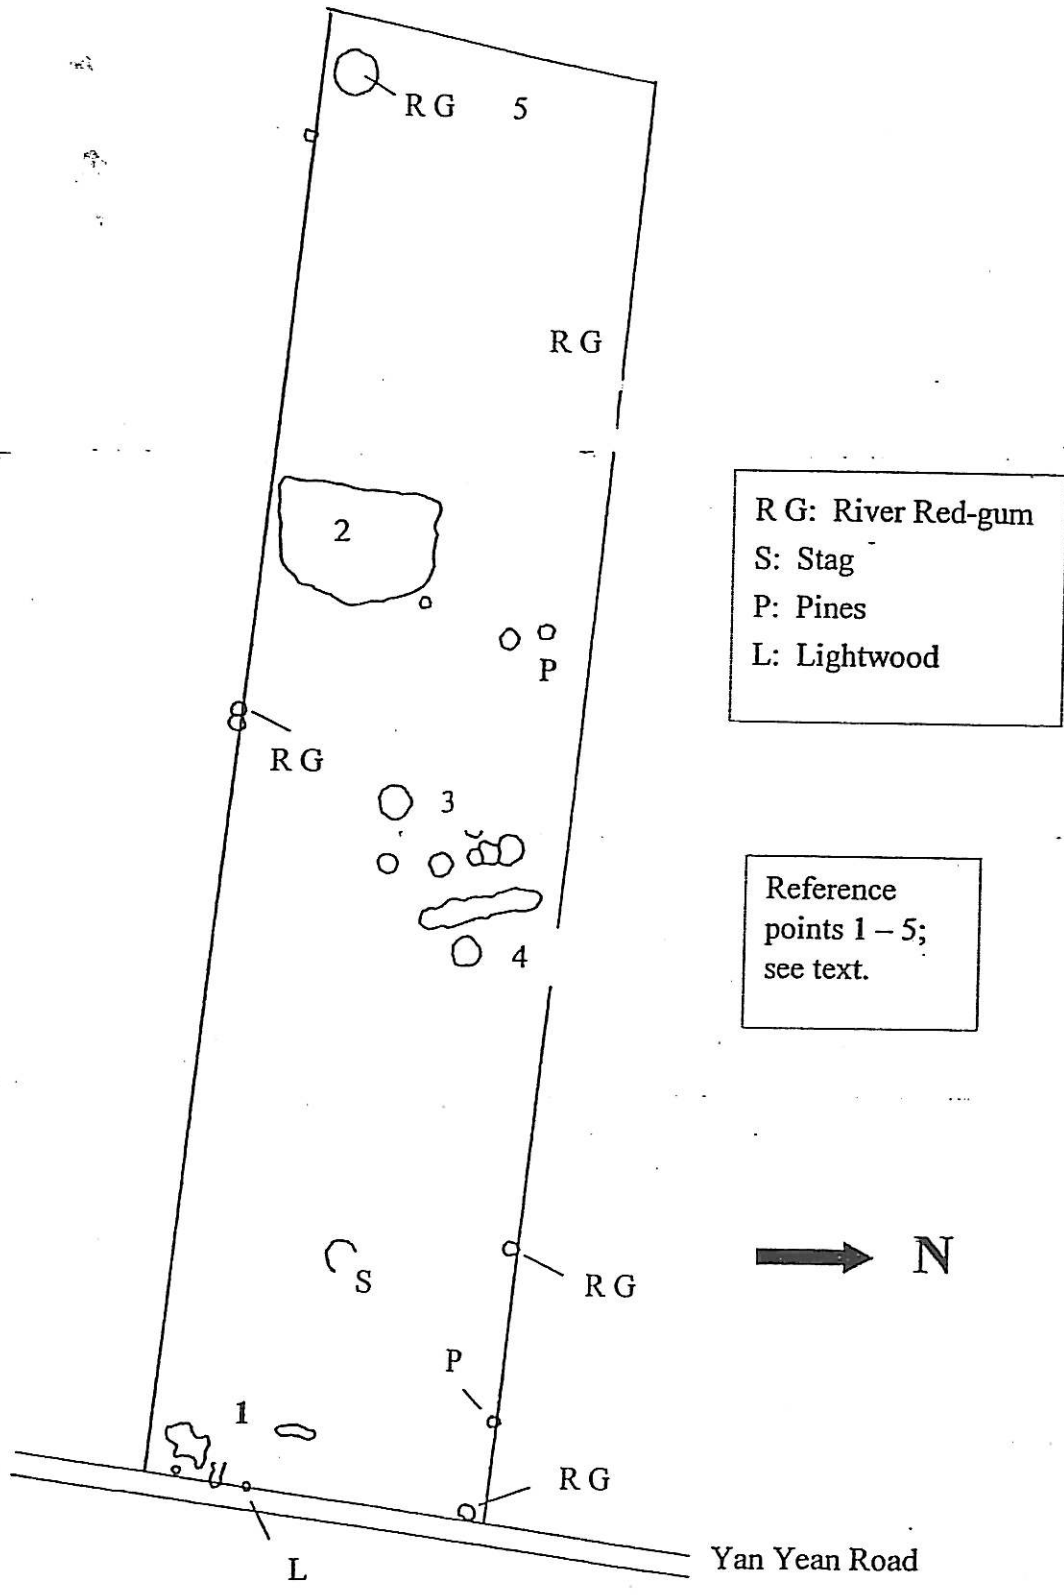 R G 5
R G
2
P
R G
3
4
S
R G
P
1
R G
L
Yan Yean Road
R G: River Red-gum
S: Stag
P: Pines
L: Lightwood
Reference
points 1 – 5;
see text.
N